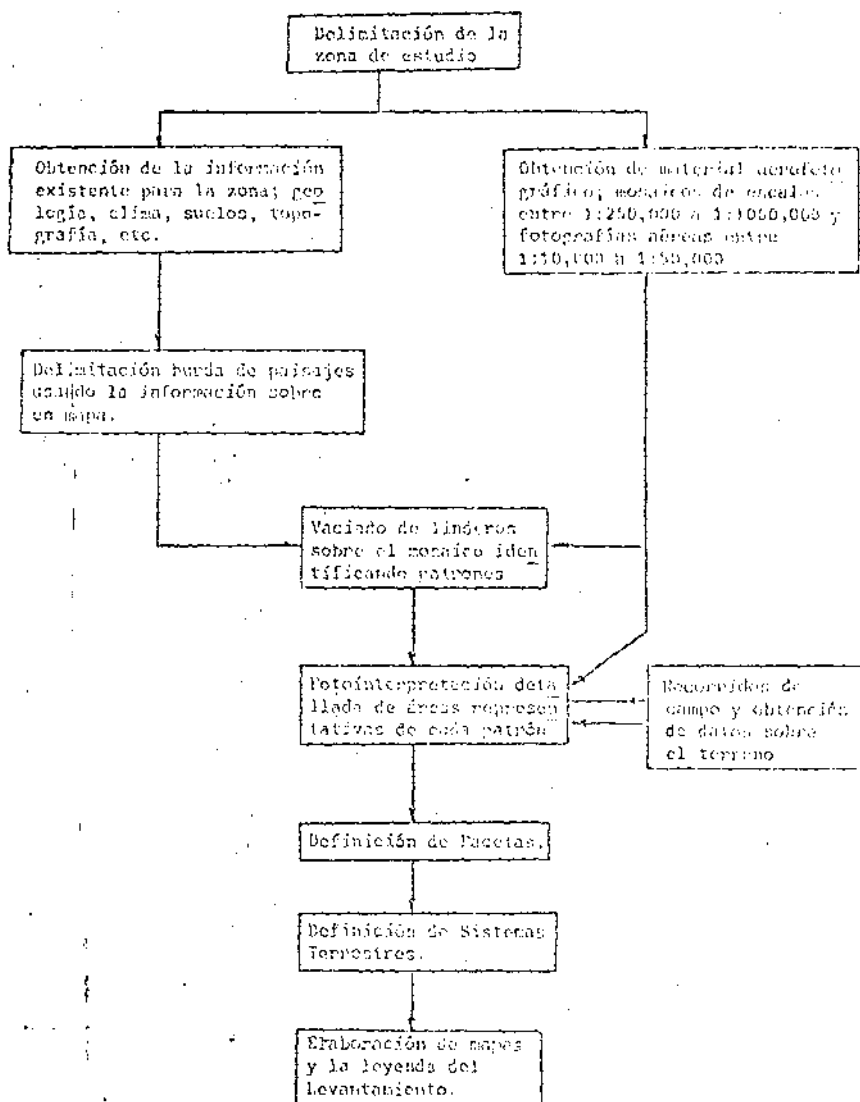 Delimitación de la
zona de estudio
Obtención de la información
existente para la zona; geo
logía, clima, suelos, topo-
grafía, etc.
Obtención de material aerofoto
gráfico; mosaicos de escalas
entre 1:250,000 a 1:1000,000 y
fotografías aéreas entre
1:10,000 a 1:50,000
Delimitación burda de paisajes
usando la información sobre
un mapa.
Vaciado de linderos
sobre el mosaico iden
tificando patrones
Fotointerpretación deta
llada de áreas represen
tativas de cada patrón
Recorridos de
campo y obtención
de datos sobre
el terreno
Definición de Facetas.
Definición de Sistemas
Terrestres.
Elaboración de mapas
y la leyenda del
Levantamiento.